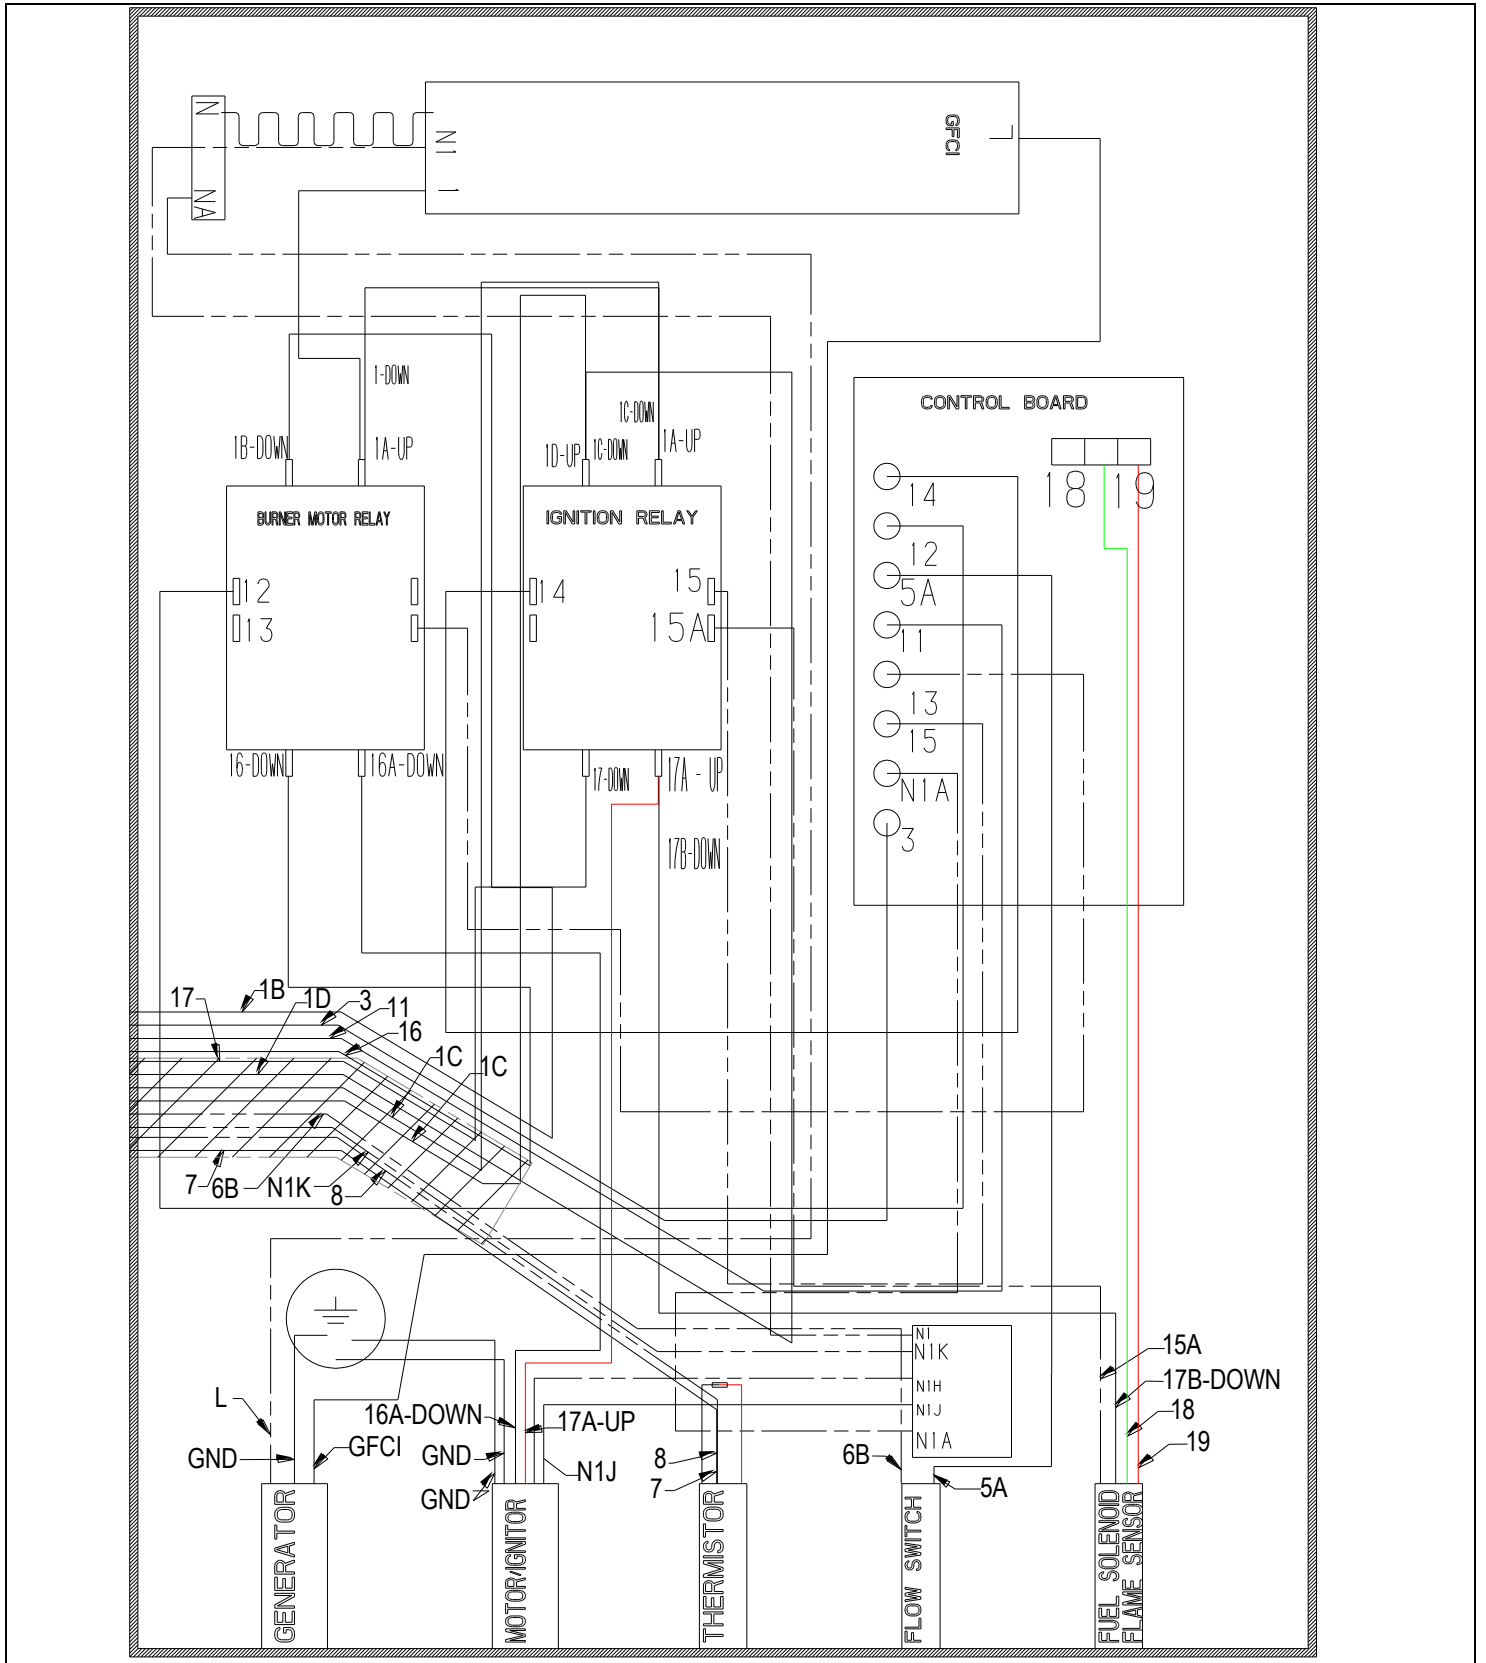 N
N1
GFCI
L
1
NA
1-DOWN
1C-DOWN
1B-DOWN
1A-UP
1D-UP
1C-DOWN
1A-UP
CONTROL BOARD
18
19
14
BURNER MOTOR RELAY
IGNITION RELAY
12
5A
12
14
15
13
15A
11
13
15
16-DOWN
16A-DOWN
17-DOWN
17A - UP
N1A
3
17B-DOWN
17
1B
1D
3
11
16
1C
1C
7
6B
N1K
8
N1
N1K
N1H
N1J
N1A
15A
17B-DOWN
18
19
L
GND
GFCI
16A-DOWN
GND
GND
17A-UP
N1J
8
7
6B
5A
GENERATOR
MOTOR/IGNITOR
THERMISTOR
FLOW SWITCH
FUEL SOLENOID
FLAME SENSOR